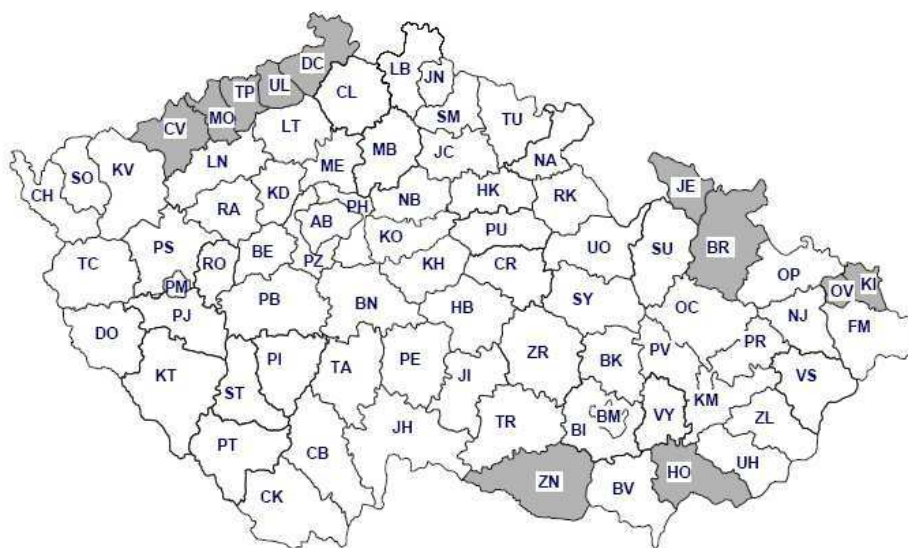 DC
LB
JN
TP
UL
CL
MO
SM
TU
CV
LT
MB
JC
NA
LN
ME
KV
SO
CH
KD
PH
NB
HK
RK
JE
RA
AB
KO
PU
UO
SU
BR
PS
RO
BE
PZ
KH
CR
TC
OP
PM
PB
BN
HB
SY
OC
OV
KI
PJ
NJ
FM
DO
KT
ST
PI
TA
PE
JI
ZR
BK
PV
PR
VS
KM
TR
BI
BM
VY
ZL
PT
CB
JH
UH
CK
ZN
BV
HO